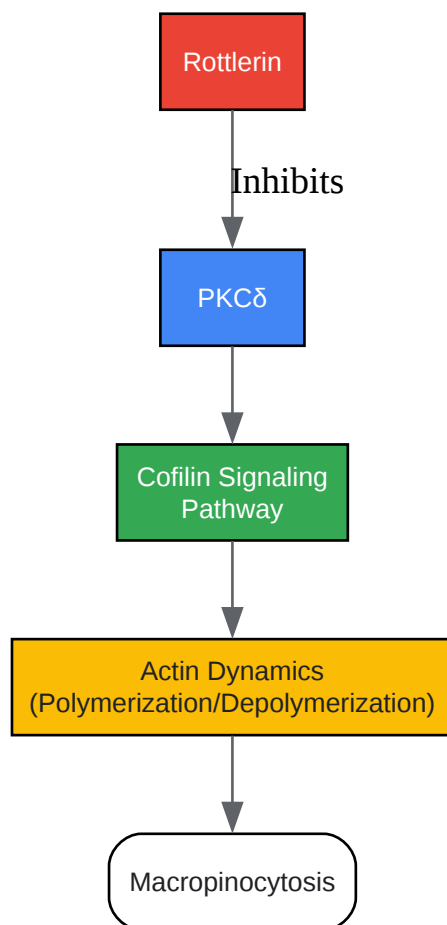 Rottlerin
Inhibits
PKCδ
Cofilin Signaling
Pathway
Actin Dynamics
(Polymerization/Depolymerization)
Macropinocytosis